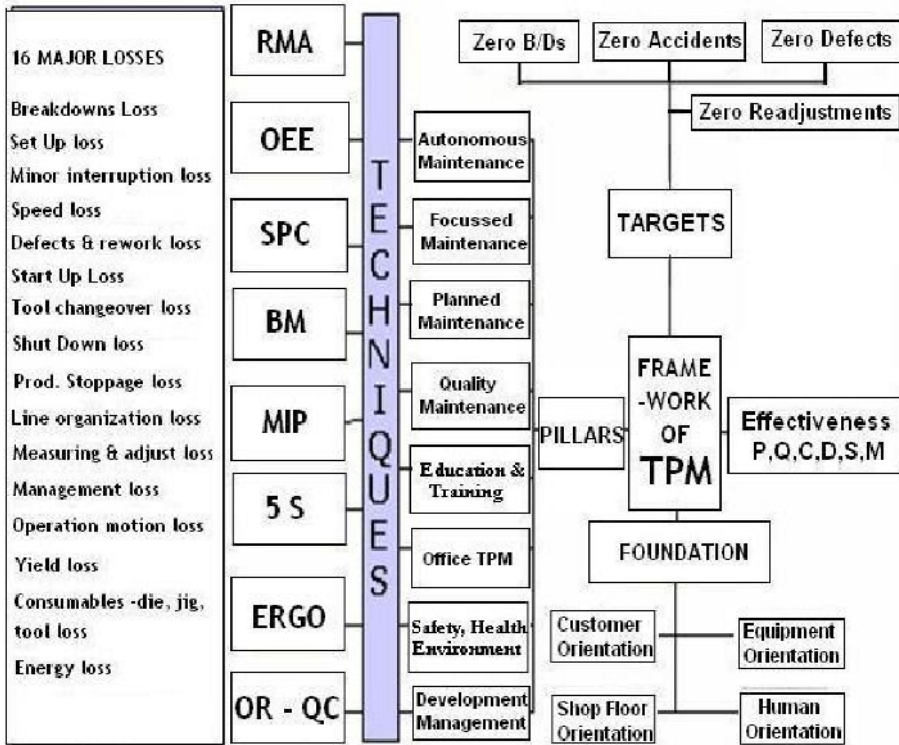 16 MAJOR LOSSES
Breakdowns Loss
Set Up loss
Minor interruption loss
Speed loss
Defects & rework loss
Start Up Loss
Tool changeover loss
Shut Down loss
Prod. Stoppage loss
Line organization loss
Measuring & adjust loss
Management loss
Operation motion loss
Yield loss
Consumables -die, jig,
tool loss
Energy loss
RMA
OEE
SPC
BM
MIP
5 S
ERGO
OR - QC
TECHNIQUES
Autonomous
Maintenance
Focussed
Maintenance
Planned
Maintenance
Quality
Maintenance
Education &
Training
Office TPM
Safety, Health
Environment
Development
Management
PILLARS
Zero B/Ds
Zero Accidents
Zero Defects
Zero Readjustments
TARGETS
FRAME
-WORK
OF
TPM
Effectiveness
P,Q,C,D,S,M
FOUNDATION
Customer
Orientation
Equipment
Orientation
Shop Floor
Orientation
Human
Orientation